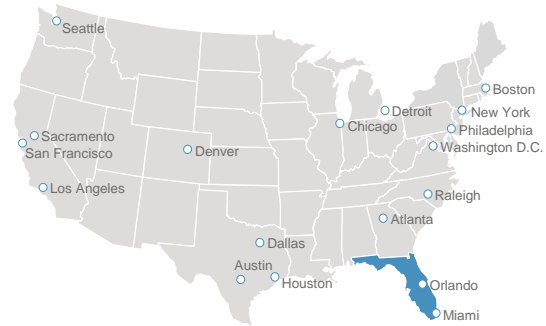 Seattle
Boston
Detroit
New York
Chicago
Philadelphia
Sacramento
Washington D.C.
San Francisco
Denver
Los Angeles
Raleigh
Atlanta
Dallas
Austin
Houston
Orlando
Miami